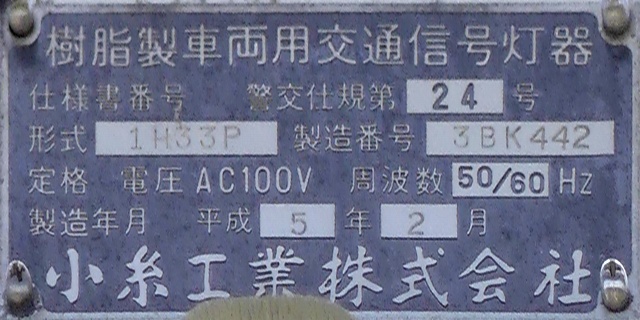 樹脂製車両用交通信号灯器
仕様書番号 警交仕規第 24 号
形式 1H33P 製造番号 3BK442
定格 電圧 AC100V 周波数 50/60 Hz
製造年月 平成 5 年 2 月
小糸工業株式会社